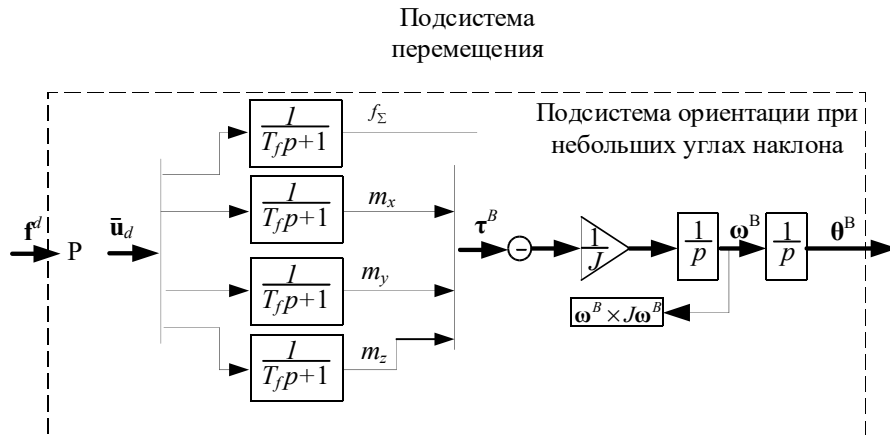 Подсистема
перемещения
Подсистема ориентации при
небольших углах наклона
1
T_f p+1
f_Σ
1
T_f p+1
m_x
f^d
P
ū_d
τ^B
−
1
J
1
p
ω^B
1
p
θ^B
1
T_f p+1
m_y
ω^B × Jω^B
1
T_f p+1
m_z